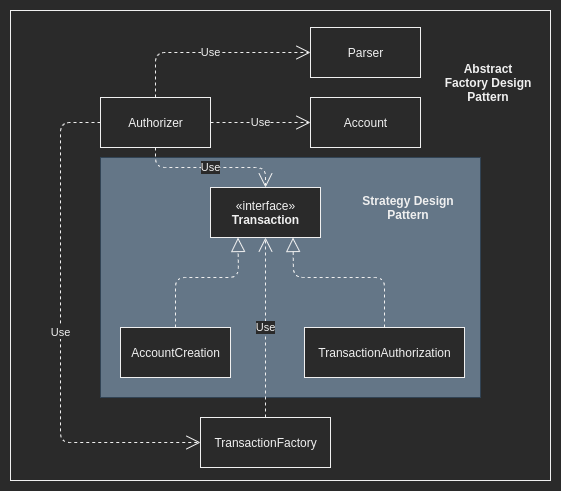 Parser
Use
Abstract
Factory Design
Pattern
Authorizer
Use
Account
Use
«interface»
Transaction
Strategy Design
Pattern
Use
Use
AccountCreation
TransactionAuthorization
TransactionFactory